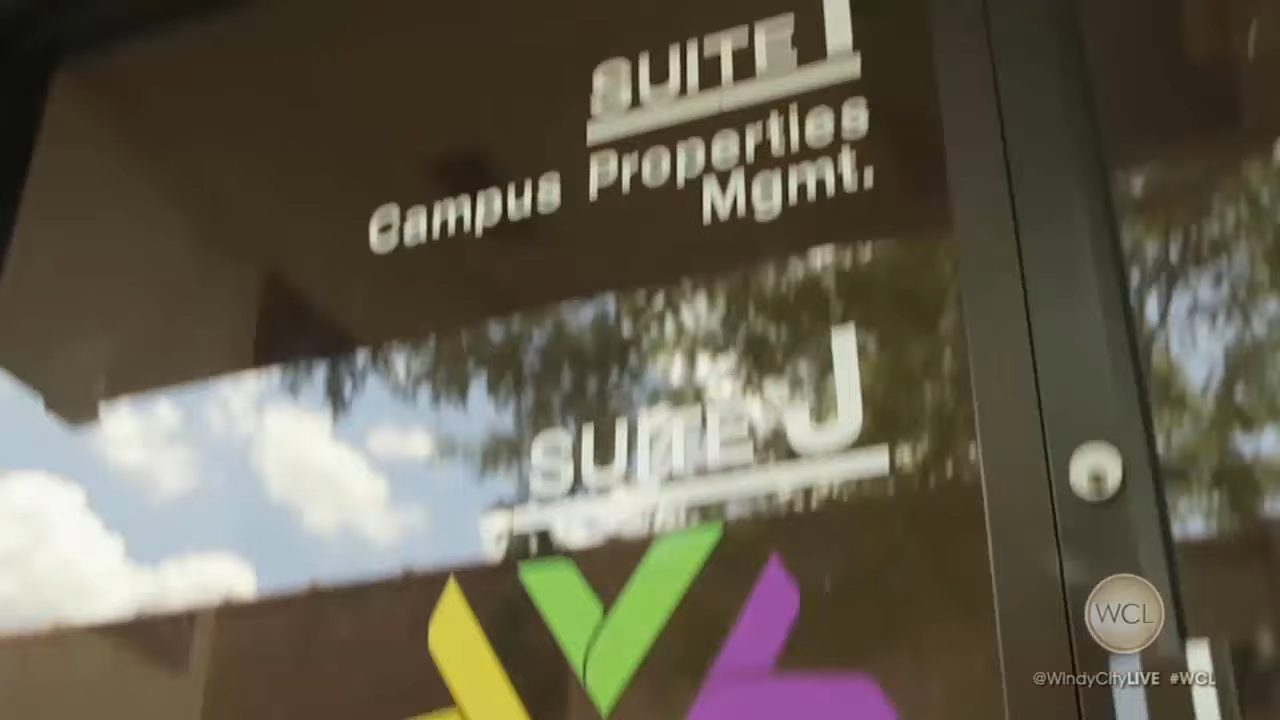 SUITE I
Campus Properties
Mgmt.
SUITE J
WCL
@WindyCityLIVE #WCL